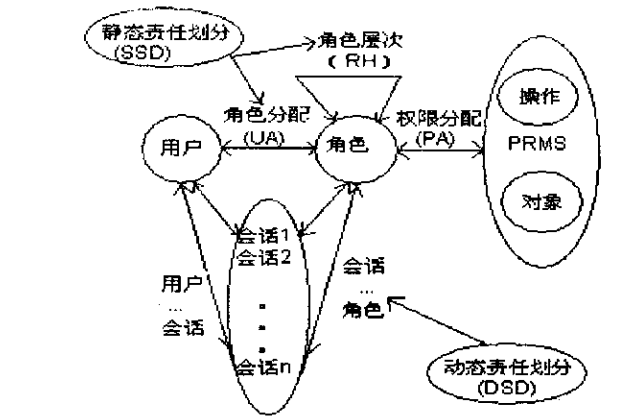 静态责任划分
(SSD)
角色层次
(RH)
角色分配
(UA)
权限分配
(PA)
操作
用户
角色
PRMS
对象
会话1
会话2
会话n
用户
...
会话
会话
...
角色
动态责任划分
(DSD)